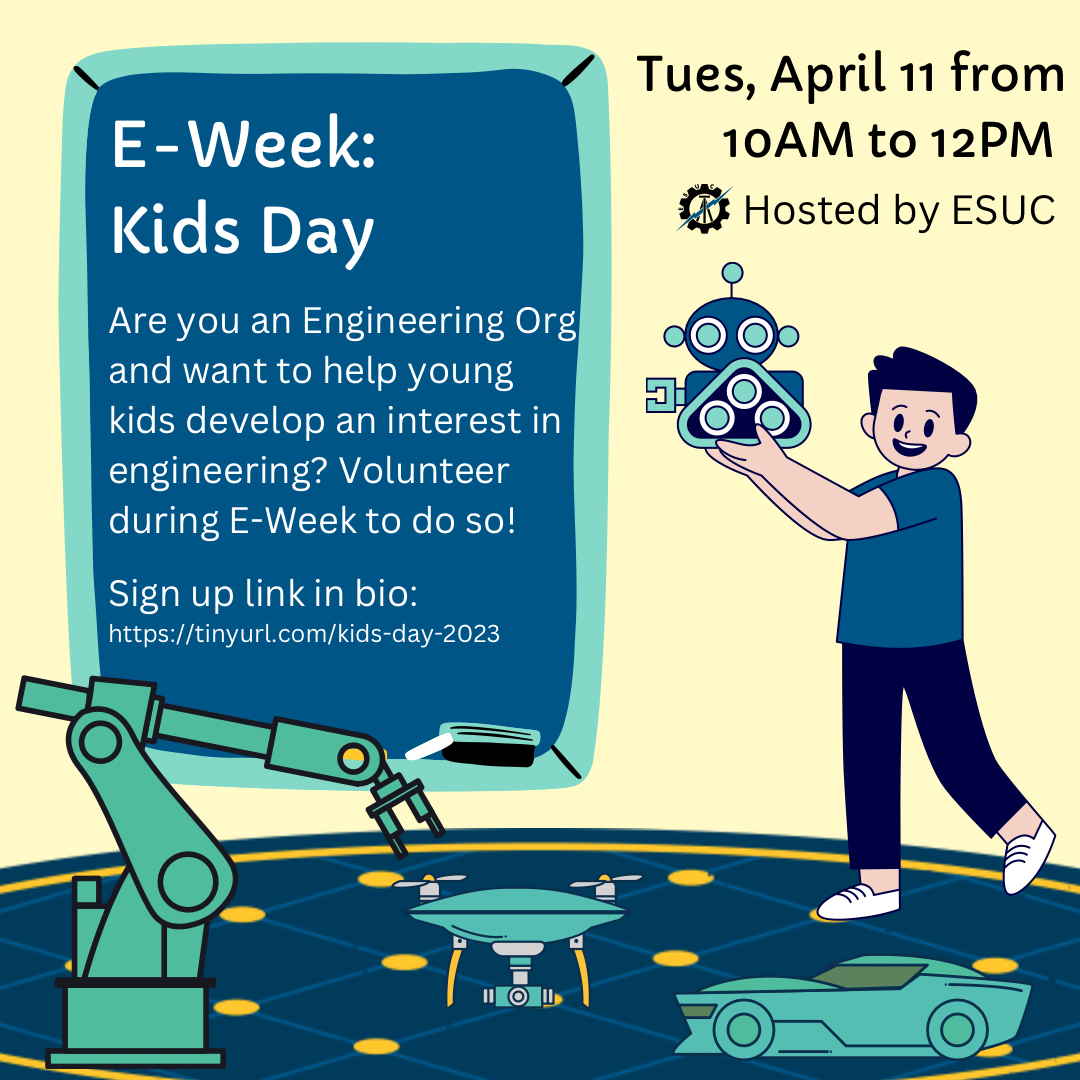 E-Week:
Kids Day
Are you an Engineering Org
and want to help young
kids develop an interest in
engineering? Volunteer
during E-Week to do so!
Sign up link in bio:
https://tinyurl.com/kids-day-2023
Tues, April 11 from
10AM to 12PM
Hosted by ESUC